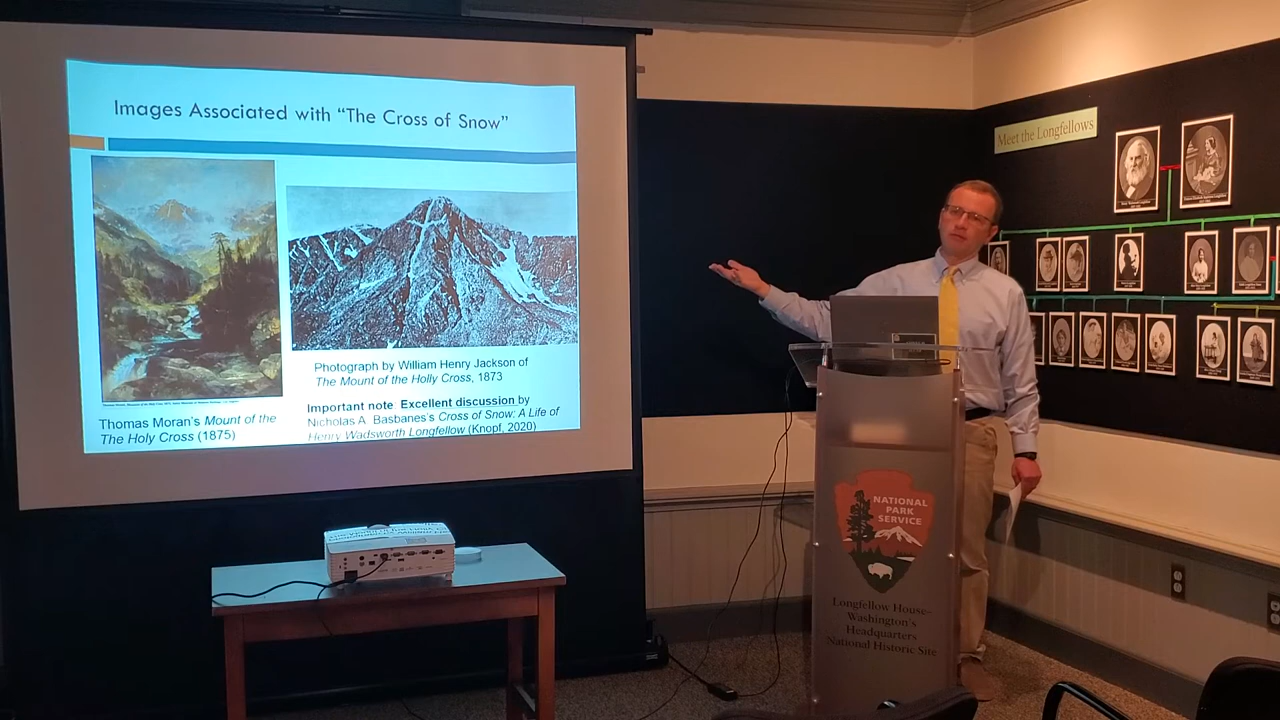 Images Associated with "The Cross of Snow"
Thomas Moran's Mount of the
The Holy Cross (1875)
Photograph by William Henry Jackson of
The Mount of the Holly Cross, 1873
Important note: Excellent discussion by
Nicholas A. Basbanes's Cross of Snow: A Life of
Henry Wadsworth Longfellow (Knopf, 2020)
Meet the Longfellows
NATIONAL
PARK
SERVICE
Longfellow House–
Washington's
Headquarters
National Historic Site